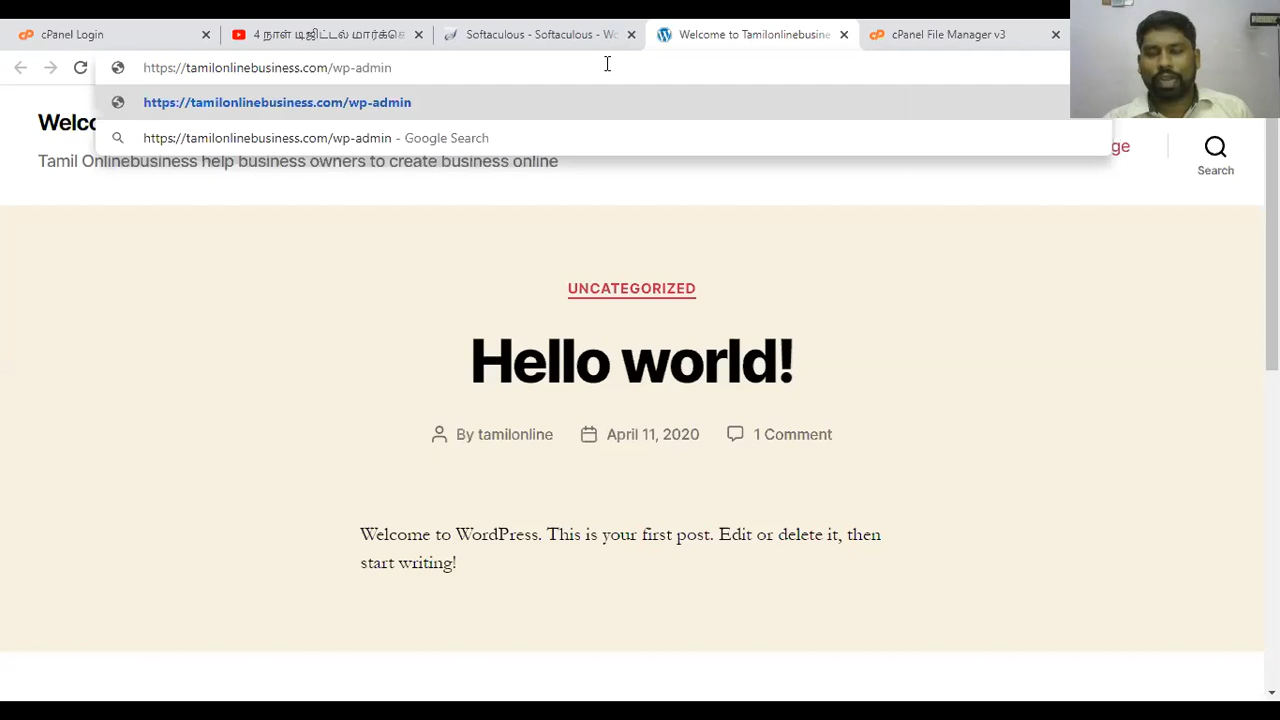 cPanel Login
4 நாள் டிஜிட்டல் மார்க்கெ
Softaculous - Softaculous - Wo
Welcome to Tamilonlinebusine
cPanel File Manager v3
https://tamilonlinebusiness.com/wp-admin
https://tamilonlinebusiness.com/wp-admin
https://tamilonlinebusiness.com/wp-admin - Google Search
Welco
ge
Tamil Onlinebusiness help business owners to create business online
Search
UNCATEGORIZED
Hello world!
By tamilonline
April 11, 2020
1 Comment
Welcome to WordPress. This is your first post. Edit or delete it, then
start writing!